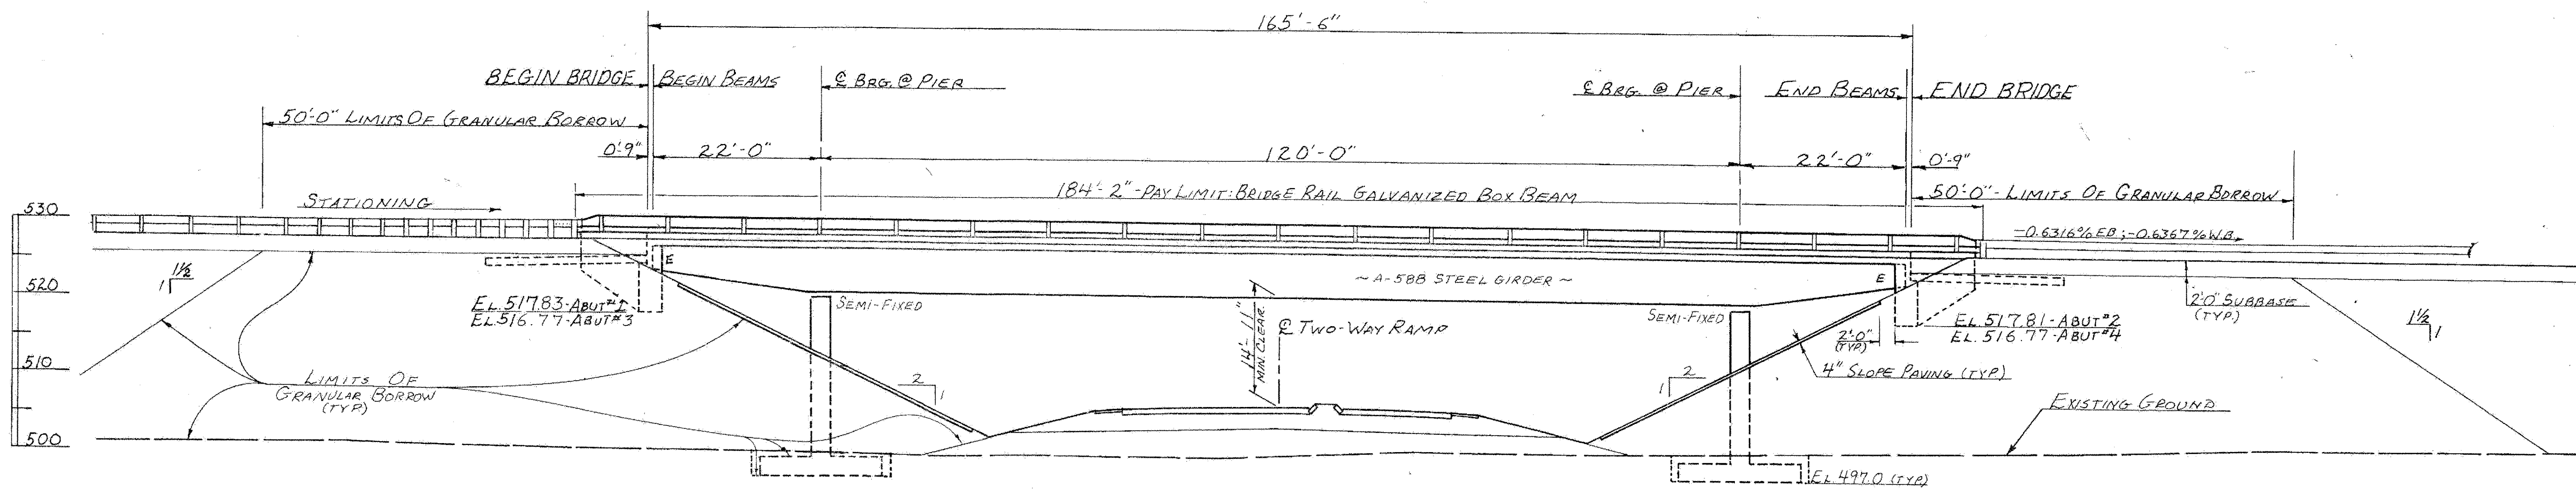 165'-6"
BEGIN BRIDGE
BEGIN BEAMS
℄ BRG. @ PIER
℄ BRG. @ PIER
END BEAMS
END BRIDGE
50'-0" LIMITS OF GRANULAR BORROW
0'-9"
22'-0"
120'-0"
22'-0"
0'-9"
184'-2"-PAY LIMIT: BRIDGE RAIL GALVANIZED BOX BEAM
50'-0"-LIMITS OF GRANULAR BORROW
STATIONING
530
-0.6316% EB; -0.6367% W.B.
E
~ A-588 STEEL GIRDER ~
E
1½
1
520
EL.517.83-ABUT#1
EL.516.77-ABUT#3
SEMI-FIXED
14'-11"
MIN. CLEAR.
℄ TWO-WAY RAMP
SEMI-FIXED
2'-0"
(TYP.)
EL.517.81-ABUT#2
EL.516.77-ABUT#4
2'0" SUBBASE
(TYP.)
1½
1
510
LIMITS OF
GRANULAR BORROW
(TYP)
2
1
2
1
4" SLOPE PAVING (TYP.)
EXISTING GROUND
500
EL.497.0 (TYP.)